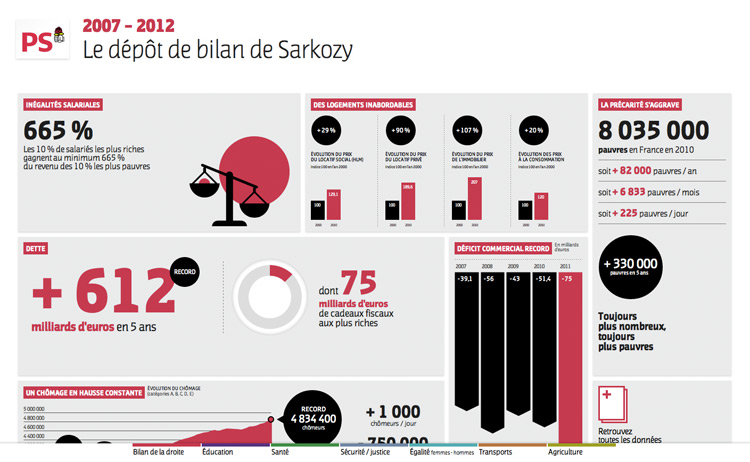 PS
2007 – 2012
Le dépôt de bilan de Sarkozy
INÉGALITÉS SALARIALES
665 %
Les 10 % de salariés les plus riches
gagnent au minimum 665 %
du revenu des 10 % les plus pauvres
DES LOGEMENTS INABORDABLES
+29 %
ÉVOLUTION DU PRIX
DU LOCATIF SOCIAL (HLM)
Indice 100 en l'an 2000
100
129,1
2000
2010
+90 %
ÉVOLUTION DU PRIX
DU LOCATIF PRIVÉ
Indice 100 en l'an 2000
100
189,6
2000
2010
+107 %
ÉVOLUTION DU PRIX
DE L'IMMOBILIER
Indice 100 en l'an 2000
100
207
2000
2010
+20 %
ÉVOLUTION DES PRIX
À LA CONSOMMATION
Indice 100 en l'an 2000
100
120
2000
2010
LA PRÉCARITÉ S'AGGRAVE
8 035 000
pauvres en France en 2010
soit + 82 000 pauvres / an
soit + 6 833 pauvres / mois
soit + 225 pauvres / jour
+ 330 000
pauvres en 5 ans
Toujours
plus nombreux,
toujours
plus pauvres
DETTE
+ 612
RECORD
milliards d'euros en 5 ans
dont 75
milliards d'euros
de cadeaux fiscaux
aux plus riches
DÉFICIT COMMERCIAL RECORD
En milliards
d'euros
2007 2008 2009 2010 2011
-39,1 -56 -43 -51,4 -75
UN CHÔMAGE EN HAUSSE CONSTANTE
ÉVOLUTION DU CHÔMAGE
(catégories A, B, C, D, E)
5 000 000
4 800 000
4 600 000
4 400 000
RECORD
4 834 400
chômeurs
+ 1 000
chômeurs / jour
750 000
Retrouvez
toutes les données
Bilan de la droite
Éducation
Santé
Sécurité / justice
Égalité femmes - hommes
Transports
Agriculture